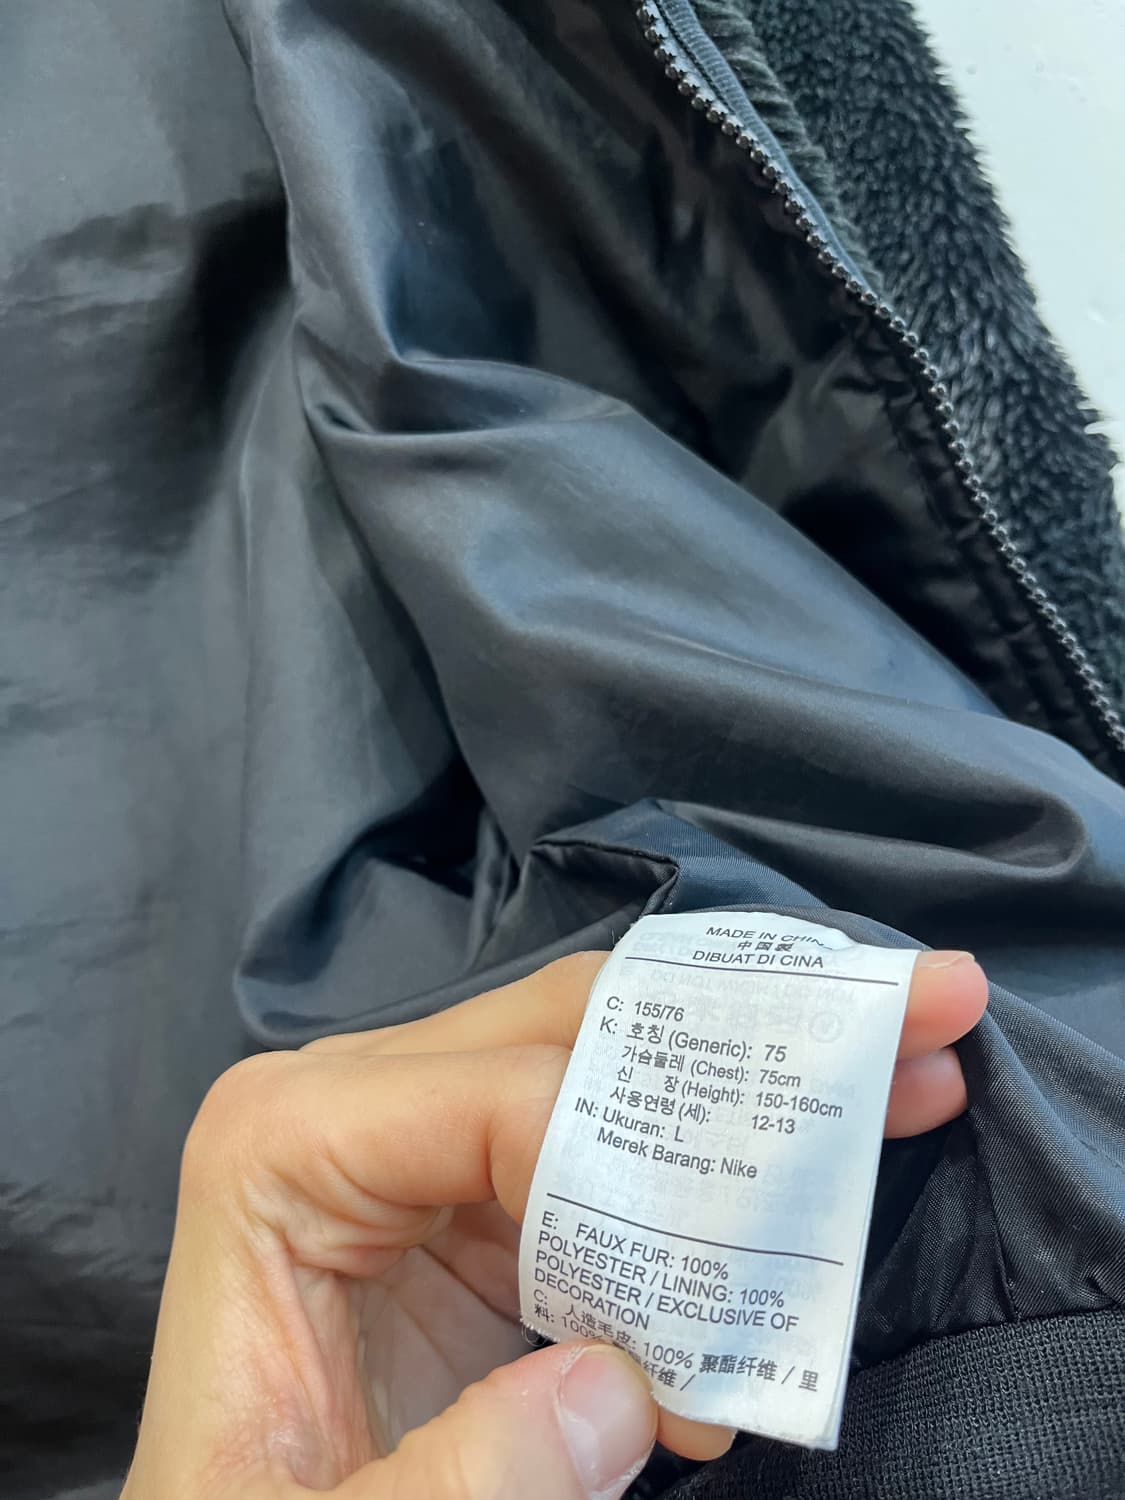 MADE IN CHINA
中国製
DIBUAT DI CINA
C: 155/76
K: 호칭 (Generic): 75
가슴둘레 (Chest): 75cm
신 장 (Height): 150-160cm
사용연령 (세): 12-13
IN: Ukuran: L
Merek Barang: Nike
E: FAUX FUR: 100%
POLYESTER / LINING: 100%
POLYESTER / EXCLUSIVE OF
DECORATION
C: 人造毛皮: 100% 聚酯纤维 / 里
料: 100% 纤维 /